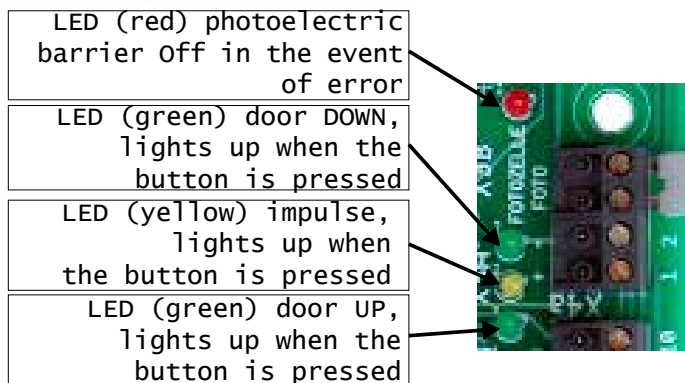 LED (red) photoelectric
barrier Off in the event
of error
LED (green) door DOWN,
lights up when the
button is pressed
LED (yellow) impulse,
lights up when
the button is pressed
LED (green) door UP,
lights up when the
button is pressed
FOTOZELLE
FOTO
2
1